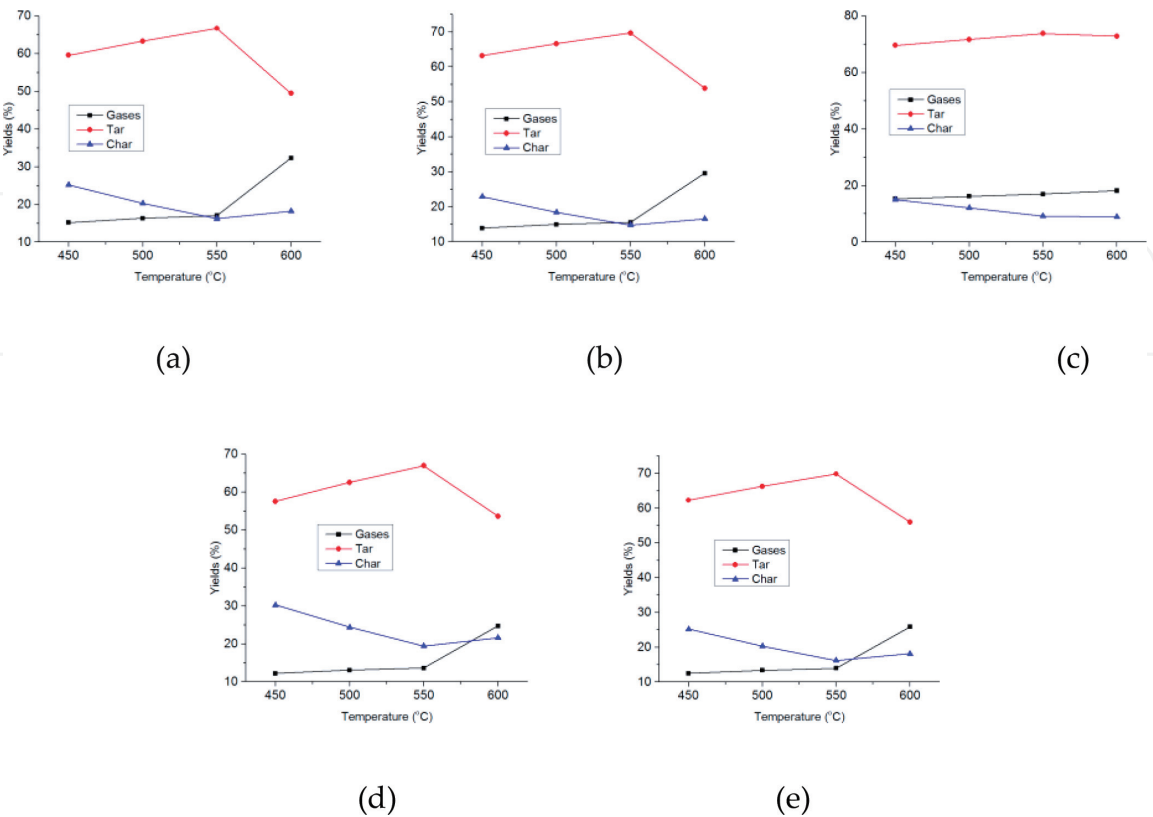 70
60
50
40
30
20
10
Yields (%)
Gases
Tar
Char
450 500 550 600
Temperature (°C)
(a)
70
60
50
40
30
20
10
Yields (%)
Gases
Tar
Char
450 500 550 600
Temperature (°C)
(b)
80
60
40
20
0
Yields (%)
Gases
Tar
Char
450 500 550 600
Temperature (°C)
(c)
70
60
50
40
30
20
10
Yields (%)
Gases
Tar
Char
450 500 550 600
Temperature (°C)
(d)
70
60
50
40
30
20
10
Yields (%)
Gases
Tar
Char
450 500 550 600
Temperature (°C)
(e)